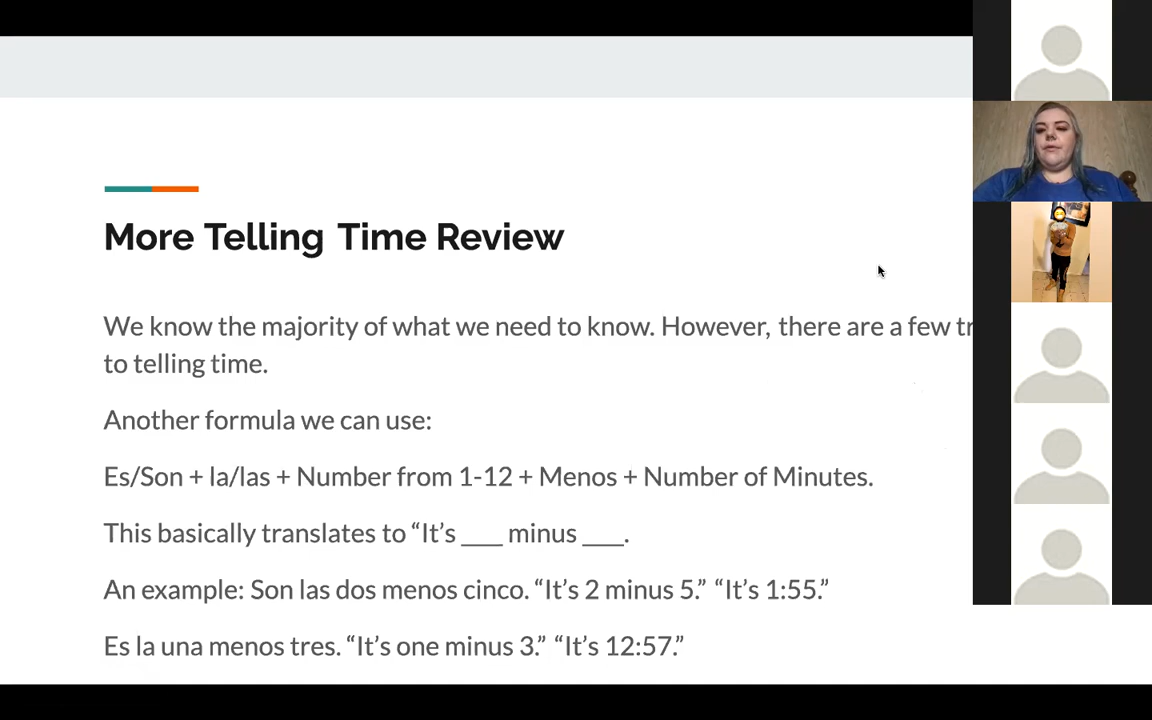 More Telling Time Review
We know the majority of what we need to know. However, there are a few
to telling time.
Another formula we can use:
Es/Son + la/las + Number from 1-12 + Menos + Number of Minutes.
This basically translates to “It’s ___ minus ___.
An example: Son las dos menos cinco. “It’s 2 minus 5.” “It’s 1:55.”
Es la una menos tres. “It’s one minus 3.” “It’s 12:57.”